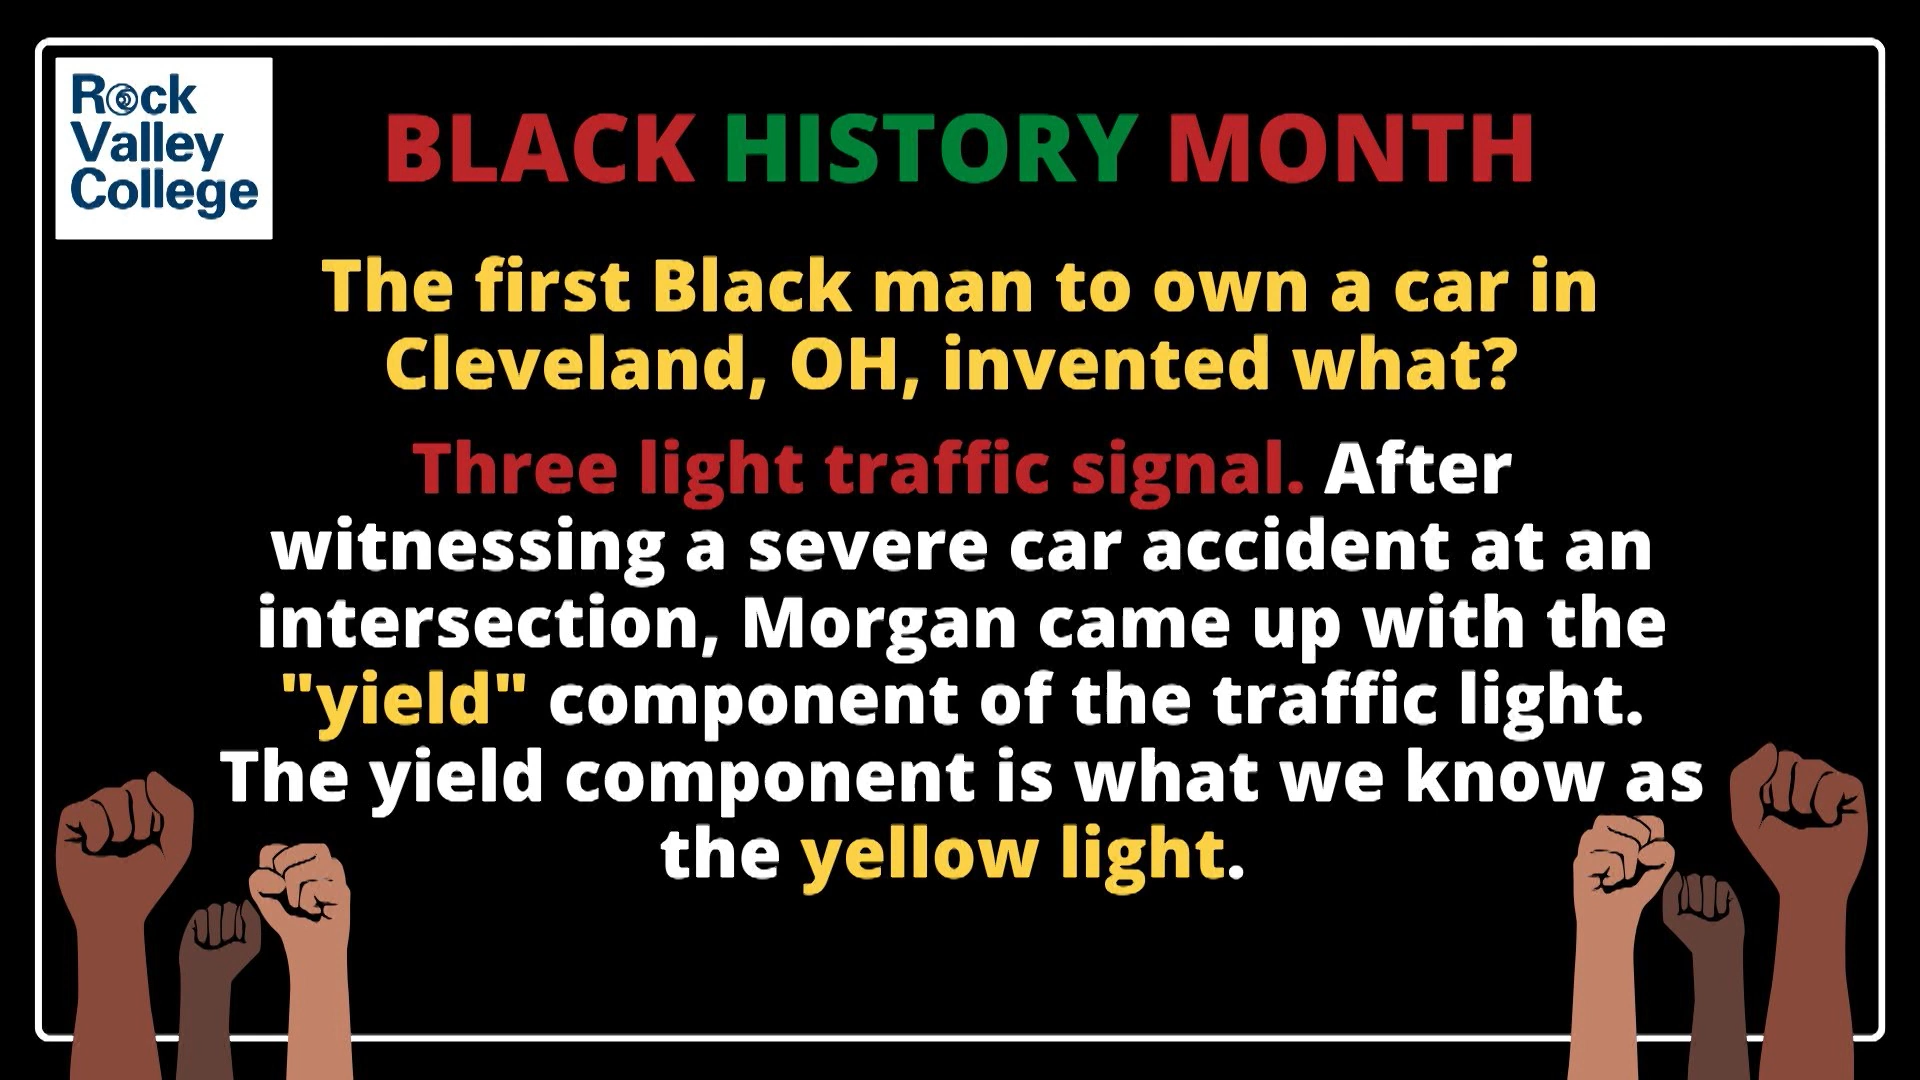 Rock
Valley
College
BLACK HISTORY MONTH
The first Black man to own a car in
Cleveland, OH, invented what?
Three light traffic signal. After
witnessing a severe car accident at an
intersection, Morgan came up with the
"yield" component of the traffic light.
The yield component is what we know as
the yellow light.